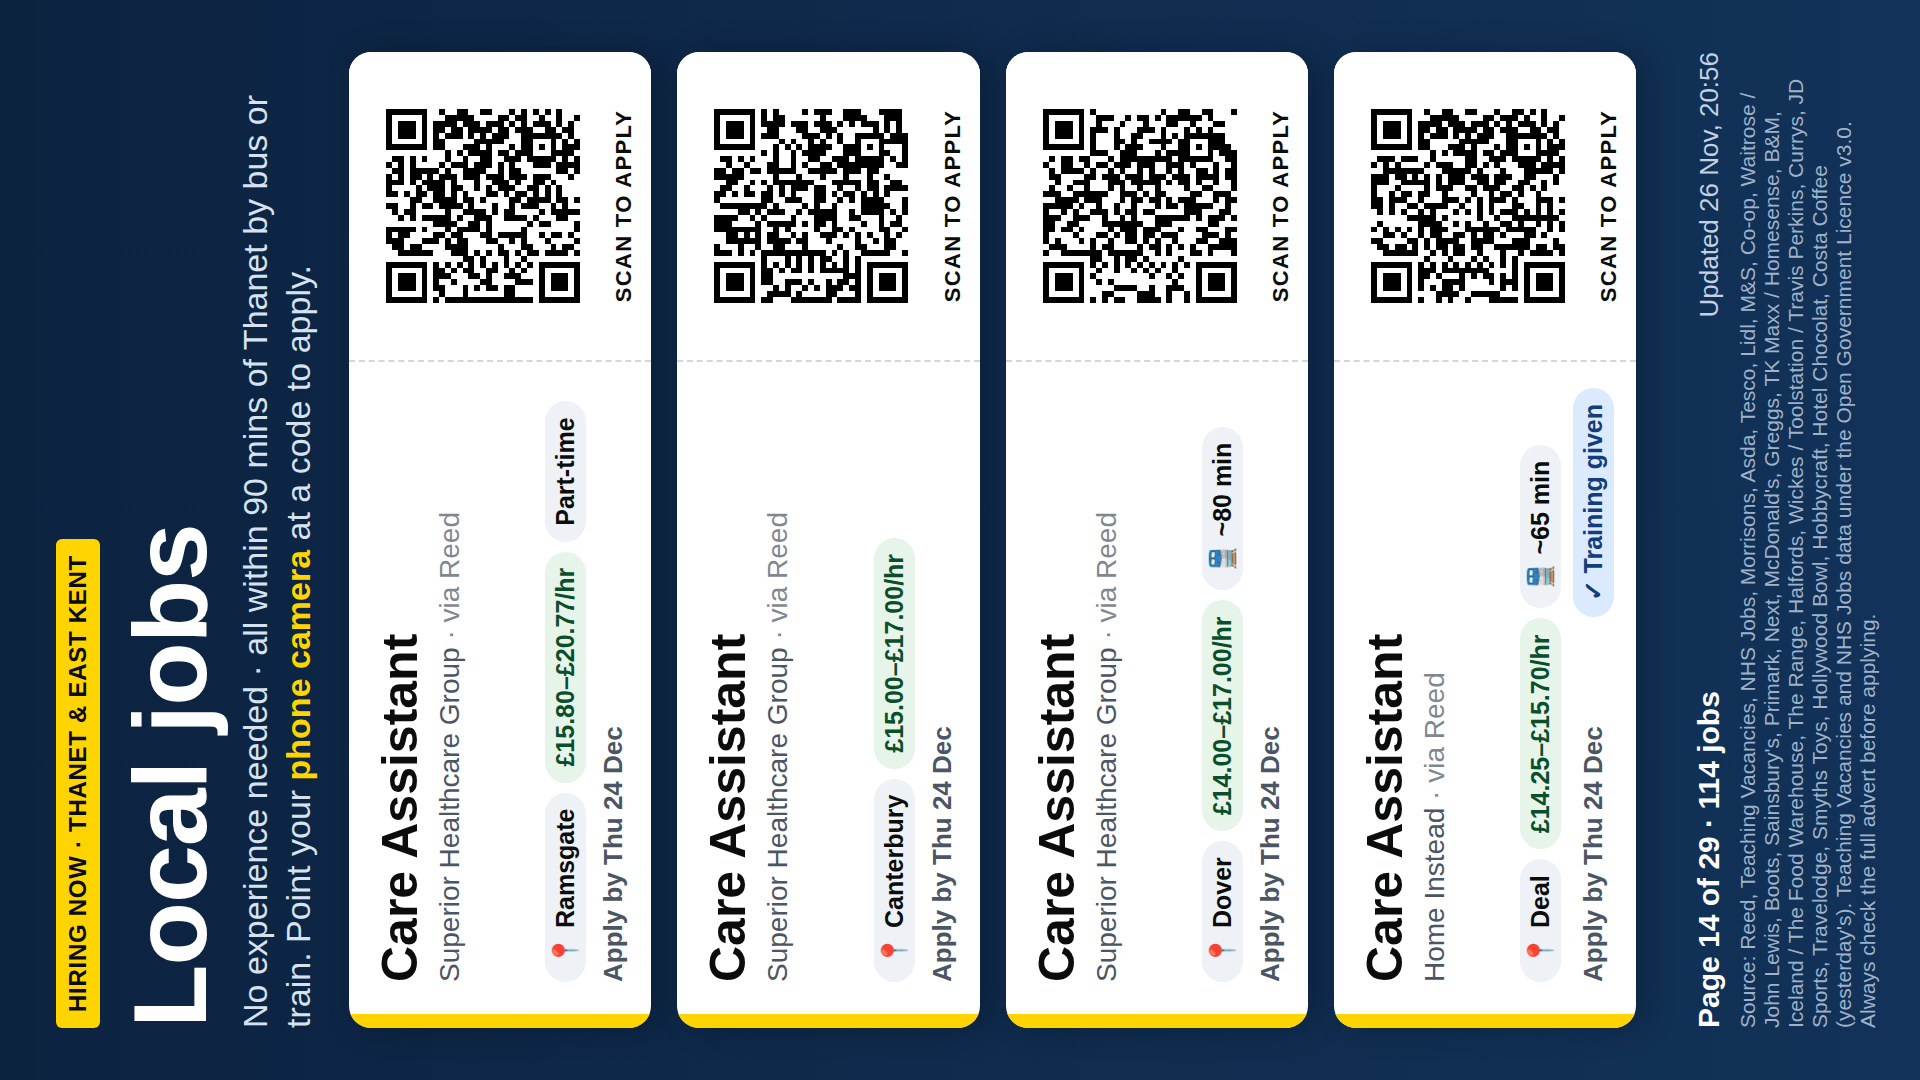 HIRING NOW · THANET & EAST KENT
Local jobs
No experience needed · all within 90 mins of Thanet by bus or
train. Point your phone camera at a code to apply.
Care Assistant
Superior Healthcare Group · via Reed
📍 Ramsgate £15.80–£20.77/hr Part-time
Apply by Thu 24 Dec
SCAN TO APPLY
Care Assistant
Superior Healthcare Group · via Reed
📍 Canterbury £15.00–£17.00/hr
Apply by Thu 24 Dec
SCAN TO APPLY
Care Assistant
Superior Healthcare Group · via Reed
📍 Dover £14.00–£17.00/hr 🚆 ~80 min
Apply by Thu 24 Dec
SCAN TO APPLY
Care Assistant
Home Instead · via Reed
📍 Deal £14.25–£15.70/hr 🚆 ~65 min
Apply by Thu 24 Dec ✓ Training given
SCAN TO APPLY
Page 14 of 29 · 114 jobs
Updated 26 Nov, 20:56
Source: Reed, Teaching Vacancies, NHS Jobs, Morrisons, Asda, Tesco, Lidl, M&S, Co-op, Waitrose /
John Lewis, Boots, Sainsbury's, Primark, Next, McDonald's, Greggs, TK Maxx / Homesense, B&M,
Iceland / The Food Warehouse, The Range, Halfords, Wickes / Toolstation / Travis Perkins, Currys, JD
Sports, Travelodge, Smyths Toys, Hollywood Bowl, Hobbycraft, Hotel Chocolat, Costa Coffee
(yesterday's). Teaching Vacancies and NHS Jobs data under the Open Government Licence v3.0.
Always check the full advert before applying.